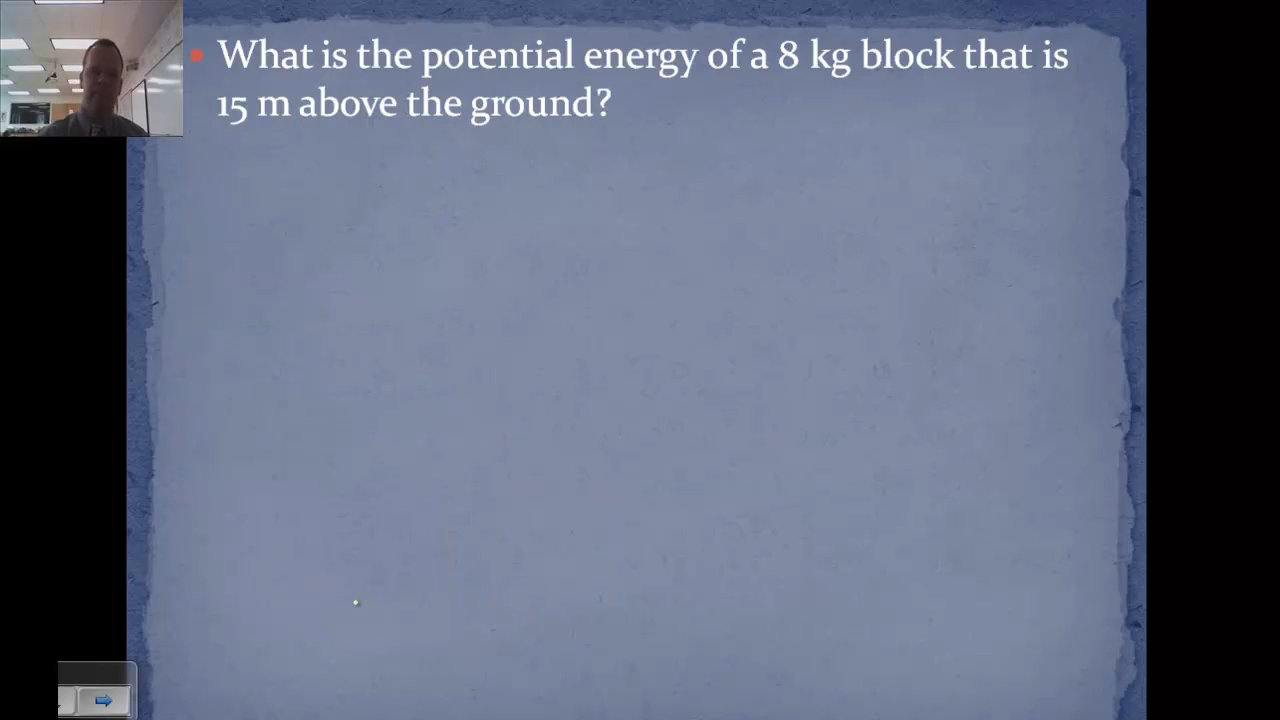 What is the potential energy of a 8 kg block that is
15 m above the ground?